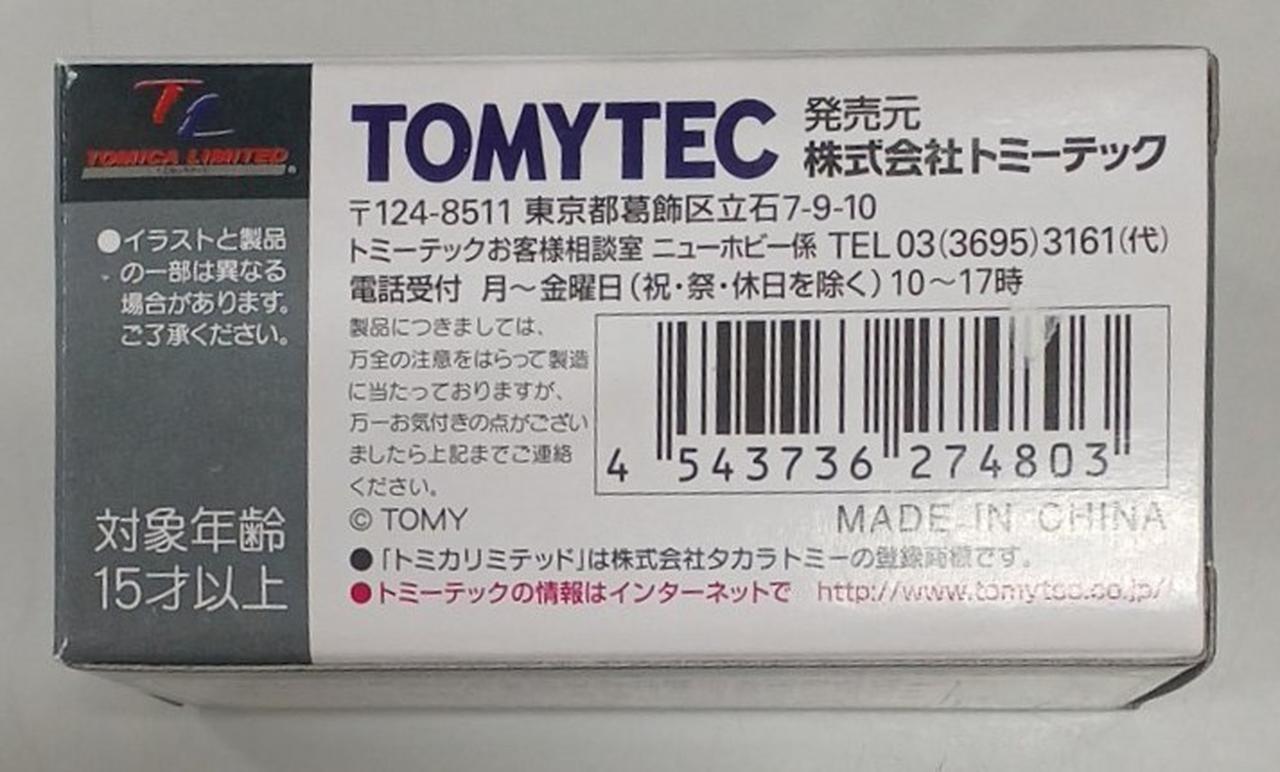 TL
TOMICA LIMITED
●イラストと製品
の一部は異なる
場合があります。
ご了承ください。
対象年齢
15才以上
TOMYTEC
発売元
株式会社トミーテック
〒124-8511 東京都葛飾区立石7-9-10
トミーテックお客様相談室 ニューホビー係 TEL 03(3695)3161(代)
電話受付 月〜金曜日(祝・祭・休日を除く) 10〜17時
製品につきましては、
万全の注意をはらって製造
に当たっておりますが、
万一お気付きの点がござい
ましたら上記までご連絡
ください。
4 543736 274803
© TOMY
MADE IN CHINA
●「トミカリミテッド」は株式会社タカラトミーの登録商標です。
●トミーテックの情報はインターネットで http://www.tomytec.co.jp/